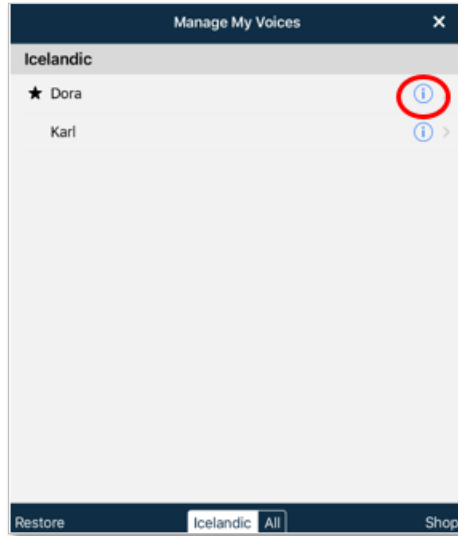 Manage My Voices ×
Icelandic
★ Dora
Karl
Restore Icelandic All Shop